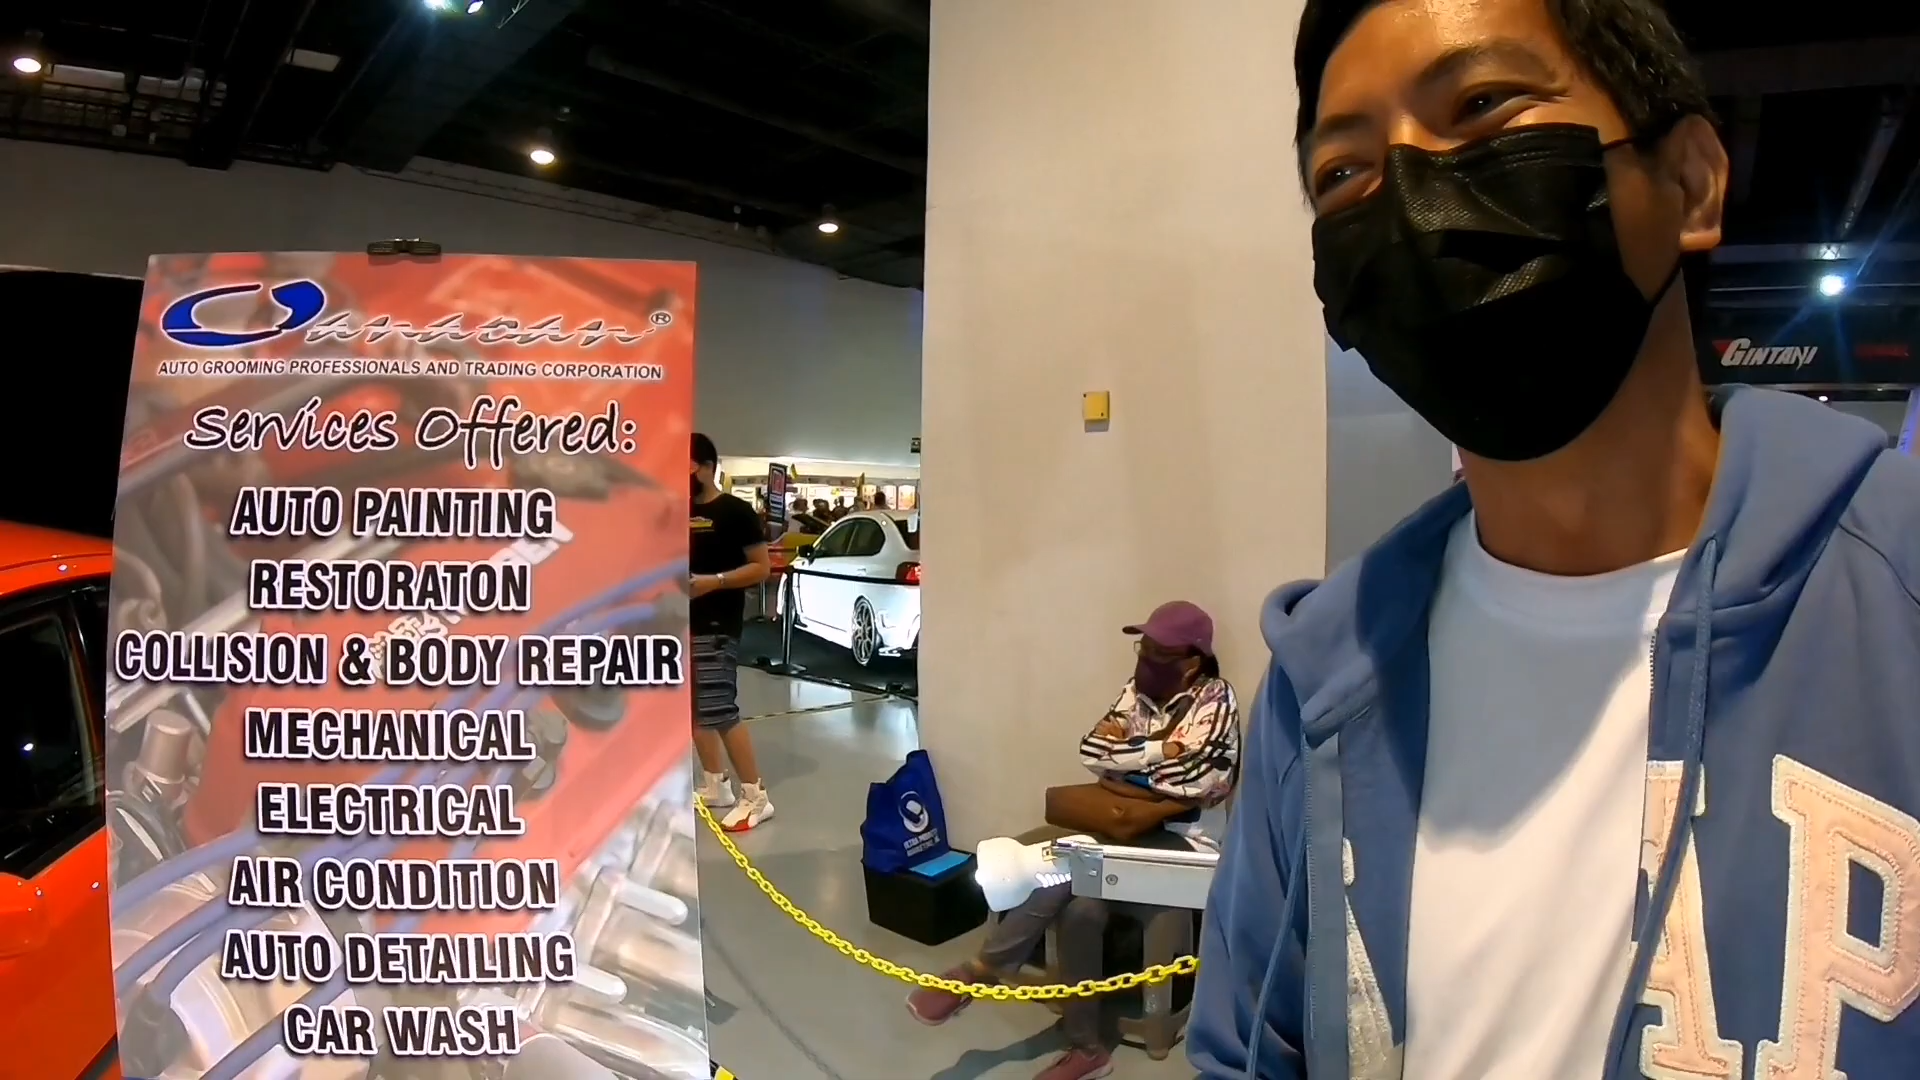 AUTO GROOMING PROFESSIONALS AND TRADING CORPORATION
Services Offered:
AUTO PAINTING
RESTORATON
COLLISION & BODY REPAIR
MECHANICAL
ELECTRICAL
AIR CONDITION
AUTO DETAILING
CAR WASH
GINTANI
AP